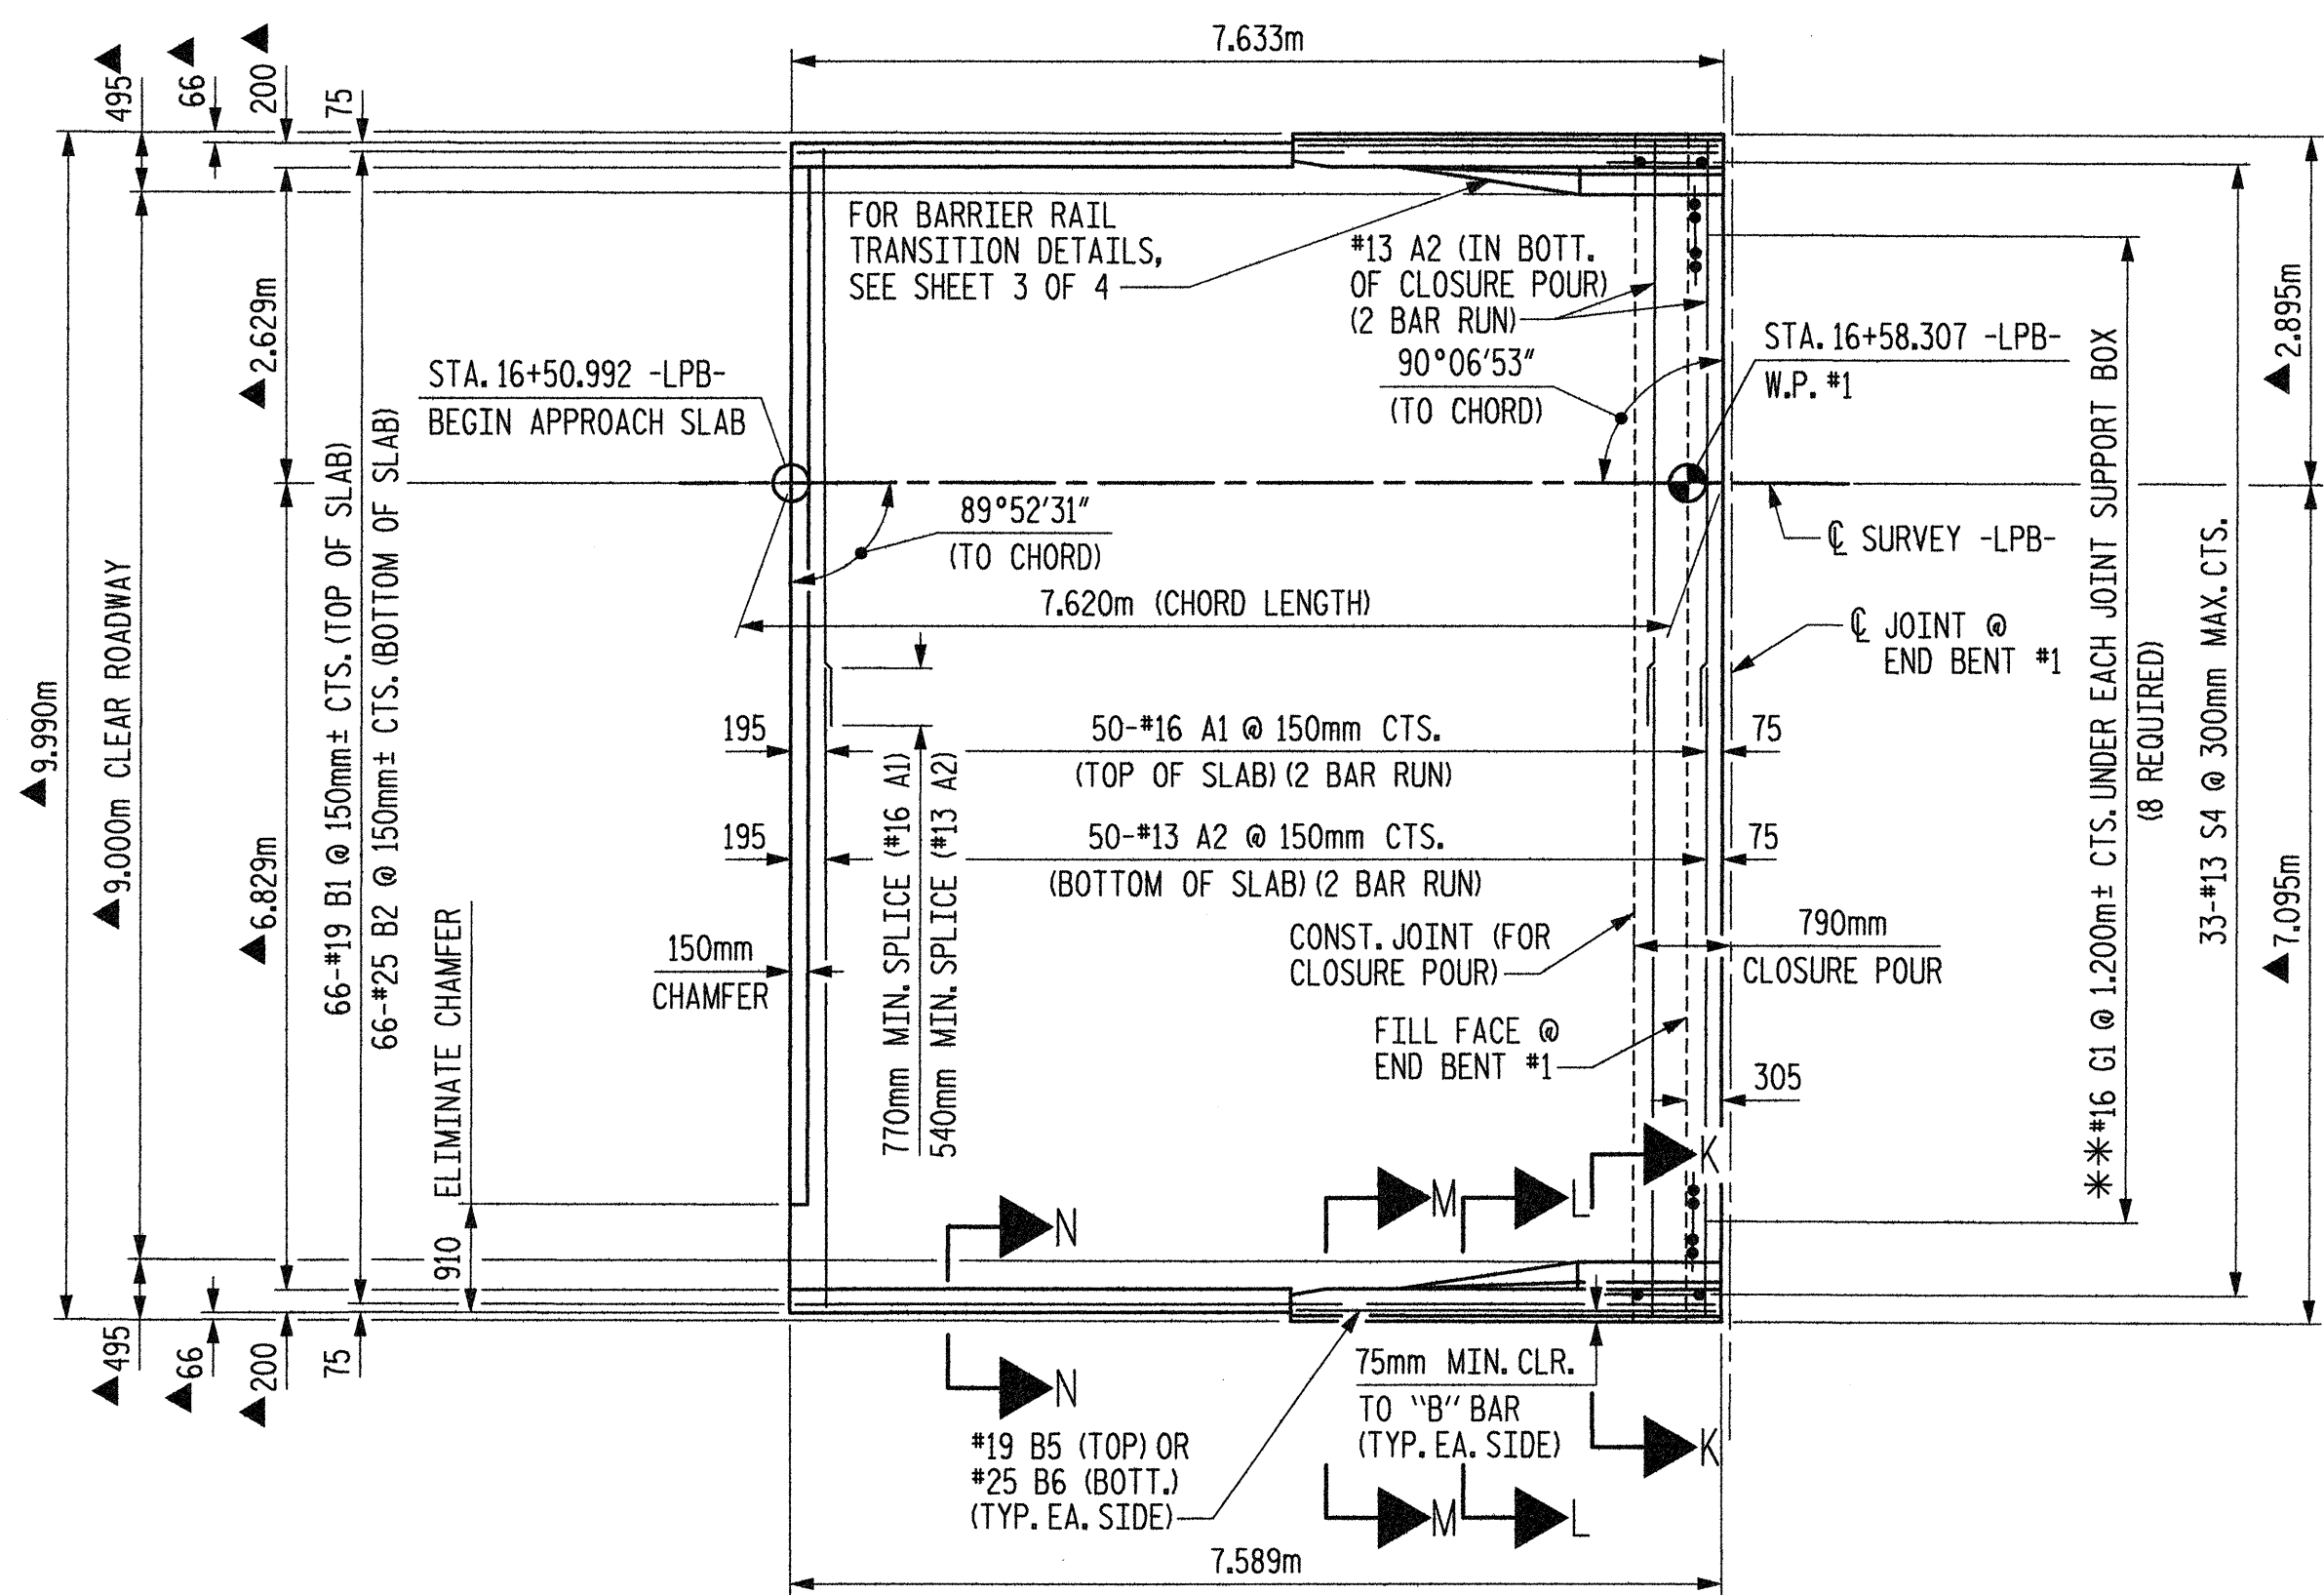 7.633m
495
66
200
75
FOR BARRIER RAIL
TRANSITION DETAILS,
SEE SHEET 3 OF 4
#13 A2 (IN BOTT.
OF CLOSURE POUR)
(2 BAR RUN)
90°06'53"
(TO CHORD)
STA. 16+58.307 -LPB-
W.P. #1
STA. 16+50.992 -LPB-
BEGIN APPROACH SLAB
89°52'31"
(TO CHORD)
℄ SURVEY -LPB-
7.620m (CHORD LENGTH)
℄ JOINT @
END BENT #1
9.990m
9.000m CLEAR ROADWAY
2.629m
6.829m
66-#19 B1 @ 150mm± CTS. (TOP OF SLAB)
66-#25 B2 @ 150mm± CTS. (BOTTOM OF SLAB)
910 ELIMINATE CHAMFER
195
50-#16 A1 @ 150mm CTS.
75
(TOP OF SLAB) (2 BAR RUN)
195
50-#13 A2 @ 150mm CTS.
75
(BOTTOM OF SLAB) (2 BAR RUN)
770mm MIN. SPLICE (#16 A1)
540mm MIN. SPLICE (#13 A2)
150mm
CHAMFER
CONST. JOINT (FOR
CLOSURE POUR)
790mm
CLOSURE POUR
FILL FACE @
END BENT #1
305
**#16 G1 @ 1.200m± CTS. UNDER EACH JOINT SUPPORT BOX
(8 REQUIRED)
33-#13 S4 @ 300mm MAX. CTS.
2.895m
7.095m
N
M
L
K
495
66
200
75
N
75mm MIN. CLR.
TO "B" BAR
(TYP. EA. SIDE)
K
#19 B5 (TOP) OR
#25 B6 (BOTT.)
(TYP. EA. SIDE)
M
L
7.589m